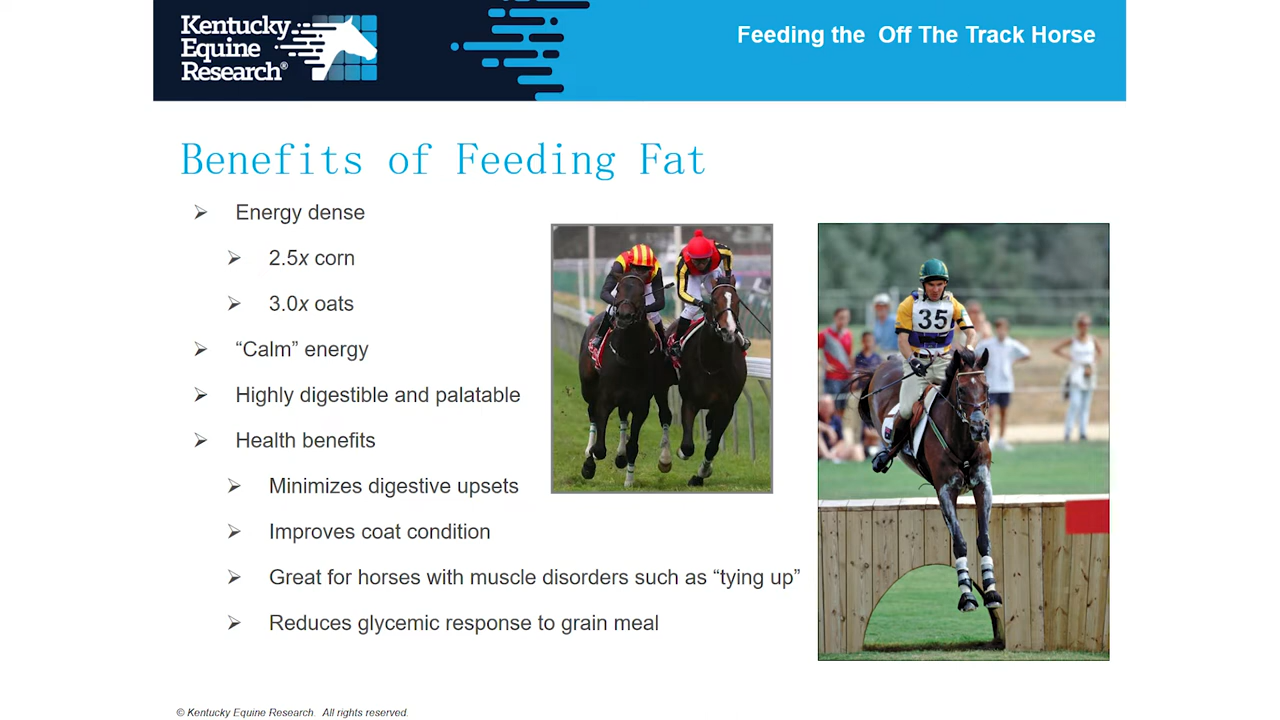 Kentucky
Equine
Research®
Feeding the Off The Track Horse
Benefits of Feeding Fat
Energy dense
2.5x corn
3.0x oats
“Calm” energy
Highly digestible and palatable
Health benefits
Minimizes digestive upsets
Improves coat condition
Great for horses with muscle disorders such as “tying up”
Reduces glycemic response to grain meal
35
© Kentucky Equine Research. All rights reserved.